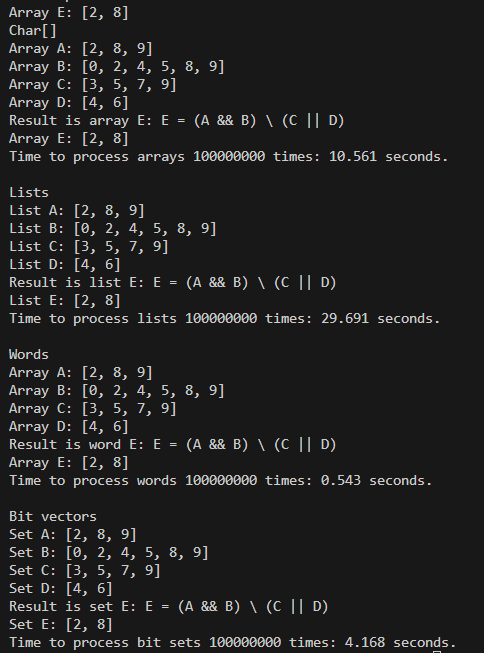 Array E: [2, 8]
Char[]
Array A: [2, 8, 9]
Array B: [0, 2, 4, 5, 8, 9]
Array C: [3, 5, 7, 9]
Array D: [4, 6]
Result is array E: E = (A && B) \ (C || D)
Array E: [2, 8]
Time to process arrays 100000000 times: 10.561 seconds.

Lists
List A: [2, 8, 9]
List B: [0, 2, 4, 5, 8, 9]
List C: [3, 5, 7, 9]
List D: [4, 6]
Result is list E: E = (A && B) \ (C || D)
List E: [2, 8]
Time to process lists 100000000 times: 29.691 seconds.

Words
Array A: [2, 8, 9]
Array B: [0, 2, 4, 5, 8, 9]
Array C: [3, 5, 7, 9]
Array D: [4, 6]
Result is word E: E = (A && B) \ (C || D)
Array E: [2, 8]
Time to process words 100000000 times: 0.543 seconds.

Bit vectors
Set A: [2, 8, 9]
Set B: [0, 2, 4, 5, 8, 9]
Set C: [3, 5, 7, 9]
Set D: [4, 6]
Result is set E: E = (A && B) \ (C || D)
Set E: [2, 8]
Time to process bit sets 100000000 times: 4.168 seconds.